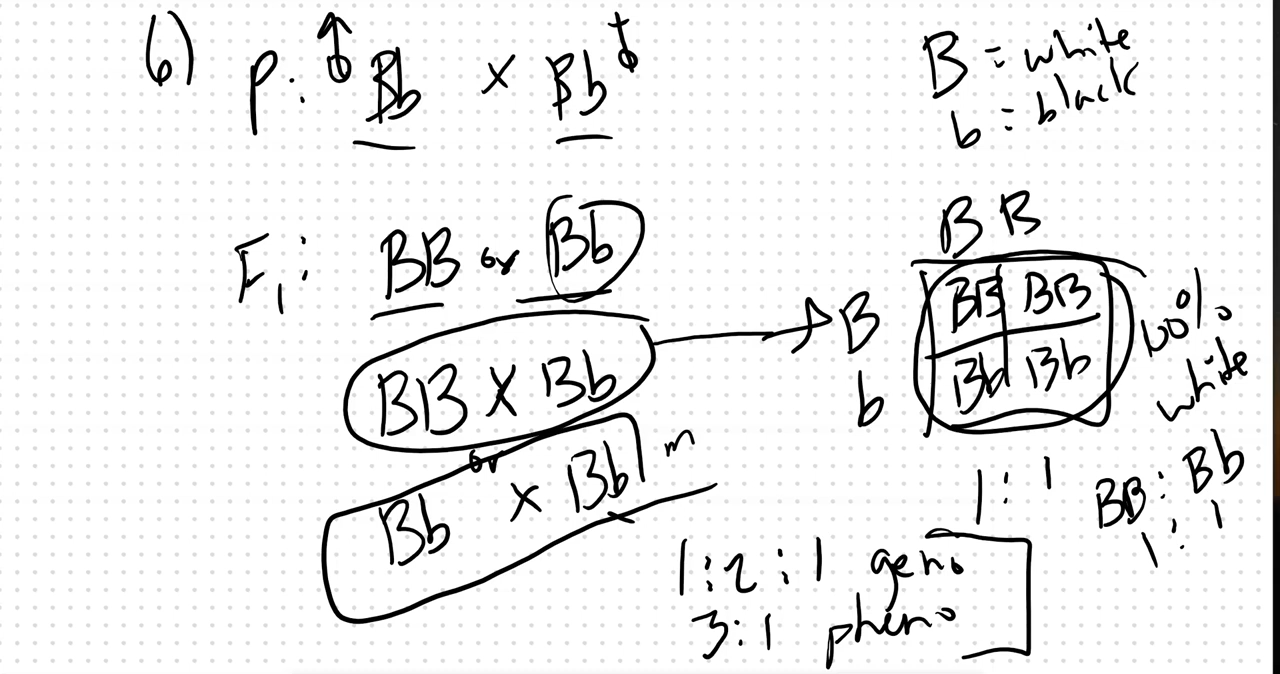 6) P: ♂ Bb × Bb ♀
B = white
b = black
F₁: BB or Bb
BB × Bb
or
Bb × Bb
B B
B BB BB
b Bb Bb
100%
white
1 : 1
BB : Bb
1 : 1
1 : 2 : 1 geno
3 : 1 pheno